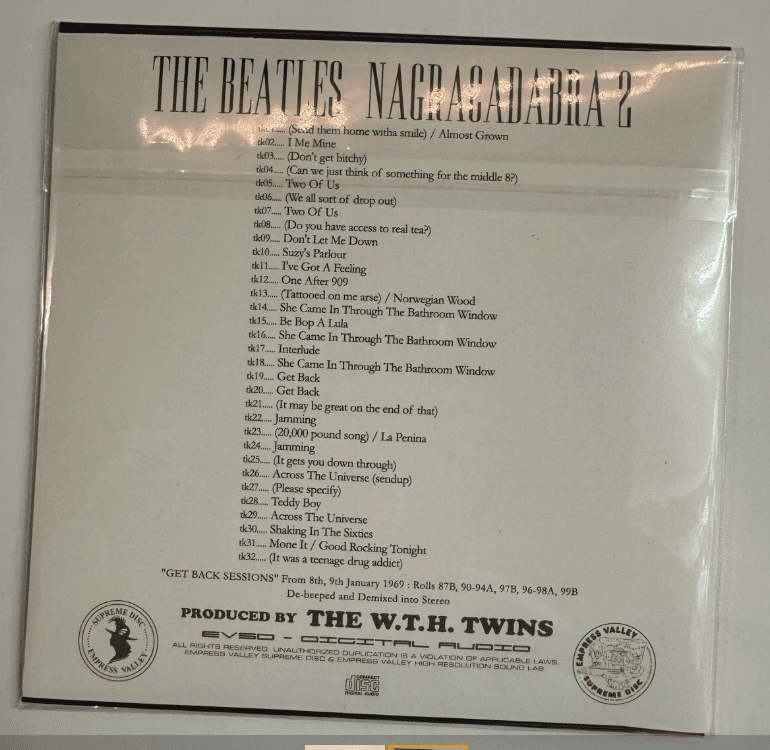 THE BEATLES NAGRACADABRA 2
(Send them home witha smile) / Almost Grown
tk02..... I Me Mine
tk03..... (Don't get bitchy)
tk04..... (Can we just think of something for the middle 8?)
tk05..... Two Of Us
tk06..... (We all sort of drop out)
tk07..... Two Of Us
tk08..... (Do you have access to real tea?)
tk09..... Don't Let Me Down
tk10..... Suzy's Parlour
tk11..... I've Got A Feeling
tk12..... One After 909
tk13..... (Tattooed on me arse) / Norwegian Wood
tk14..... She Came In Through The Bathroom Window
tk15..... Be Bop A Lula
tk16..... She Came In Through The Bathroom Window
tk17..... Interlude
tk18..... She Came In Through The Bathroom Window
tk19..... Get Back
tk20..... Get Back
tk21..... (It may be great on the end of that)
tk22..... Jamming
tk23..... (20,000 pound song) / La Penina
tk24..... Jamming
tk25..... (It gets you down through)
tk26..... Across The Universe (sendup)
tk27..... (Please specify)
tk28..... Teddy Boy
tk29..... Across The Universe
tk30..... Shaking In The Sixties
tk31..... Mone It / Good Rocking Tonight
tk32..... (It was a teenage drug addict)
"GET BACK SESSIONS" From 8th, 9th January 1969 : Rolls 87B, 90-94A, 97B, 96-98A, 99B
De-beeped and Demixed into Stereo
PRODUCED BY THE W.T.H. TWINS
EVSD - DIGITAL AUDIO
ALL RIGHTS RESERVED. UNAUTHORIZED DUPLICATION IS A VIOLATION OF APPLICABLE LAWS.
EMPRESS VALLEY SUPREME DISC & EMPRESS VALLEY HIGH RESOLUTION SOUND LAB.
SUPREME DISC
EMPRESS VALLEY
EMPRESS VALLEY
SUPREME DISC
COMPACT
disc
DIGITAL AUDIO